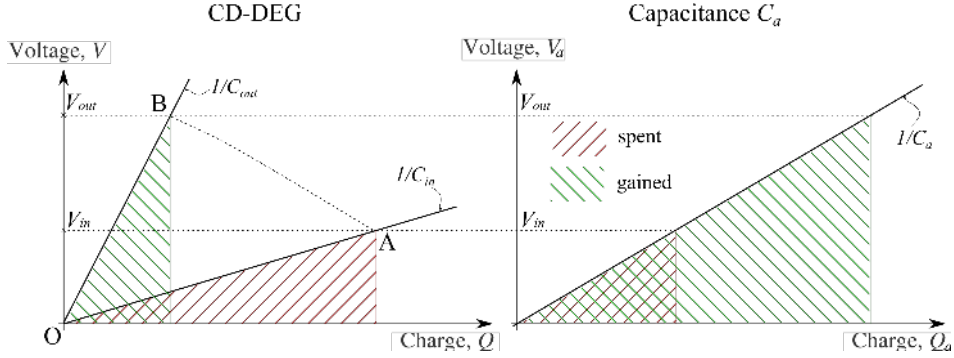 CD-DEG
Capacitance C_a
Voltage, V
Voltage, V_a
V_out
B
1/C_end
V_out
1/C_a
spent
gained
1/C_in
V_in
A
V_in
O
Charge, Q
Charge, Q_a